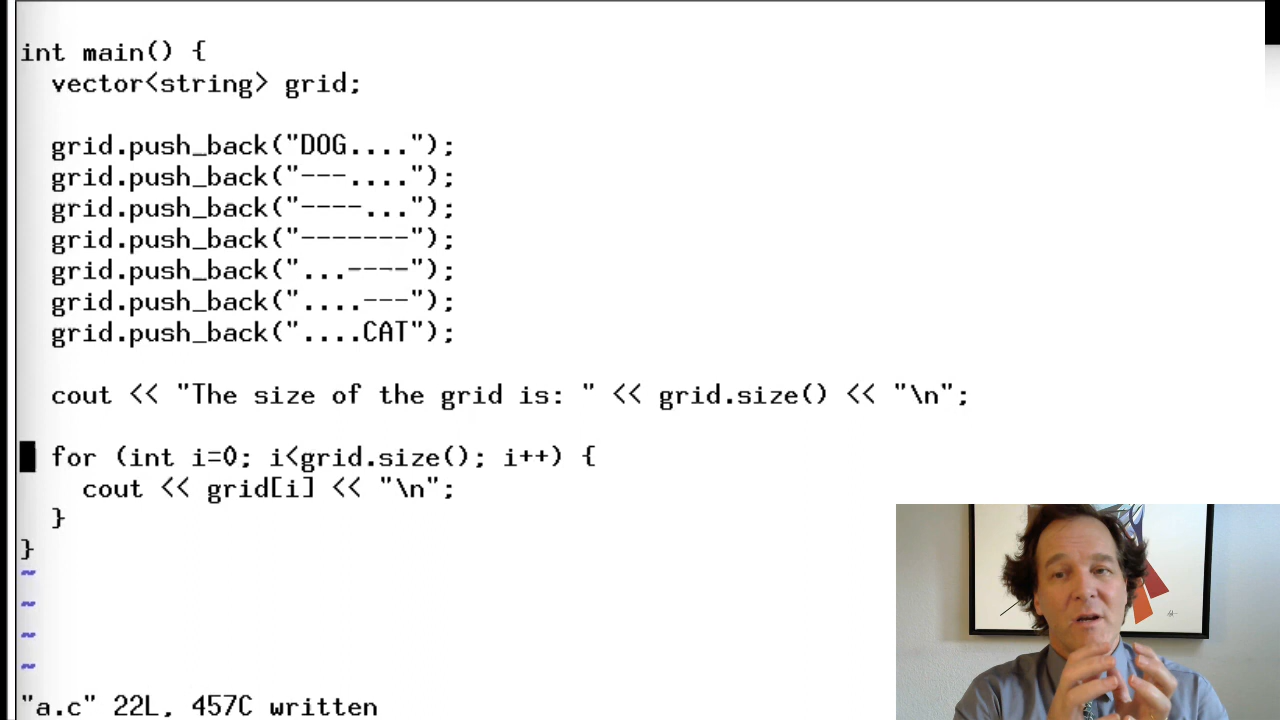 int main() {
vector<string> grid;
grid.push_back("DOG....");
grid.push_back("---....");
grid.push_back("----...");
grid.push_back("-------");
grid.push_back("...----");
grid.push_back("....---");
grid.push_back("....CAT");
cout << "The size of the grid is: " << grid.size() << "\n";
for (int i=0; i<grid.size(); i++) {
cout << grid[i] << "\n";
}
}
~
~
~
~
"a.c" 22L, 457C written